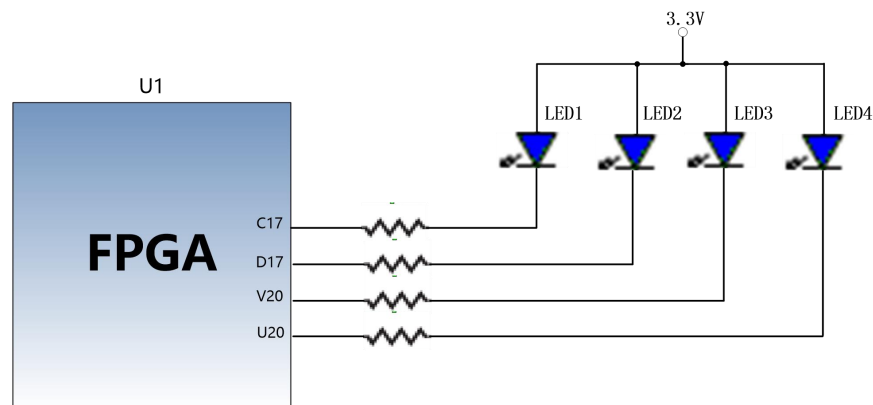 3.3V
U1
LED1
LED2
LED3
LED4
C17
FPGA
D17
V20
U20